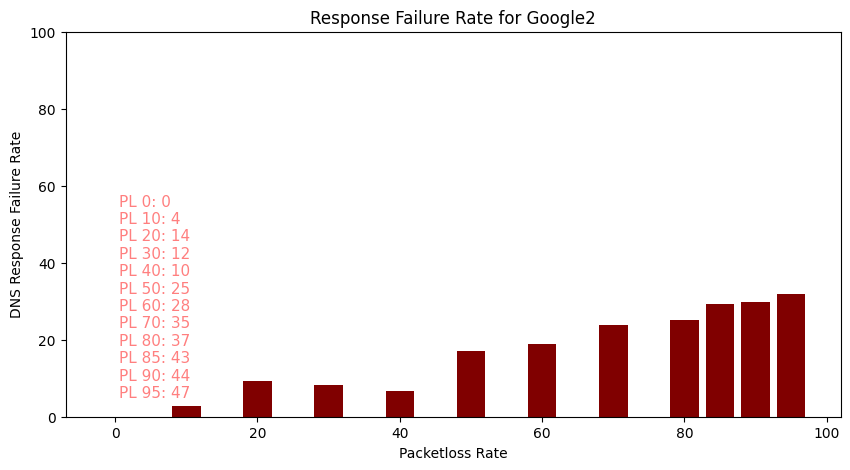 Response Failure Rate for Google2
100
80
60
40
20
0
DNS Response Failure Rate
PL 0: 0
PL 10: 4
PL 20: 14
PL 30: 12
PL 40: 10
PL 50: 25
PL 60: 28
PL 70: 35
PL 80: 37
PL 85: 43
PL 90: 44
PL 95: 47
0 20 40 60 80 100
Packetloss Rate